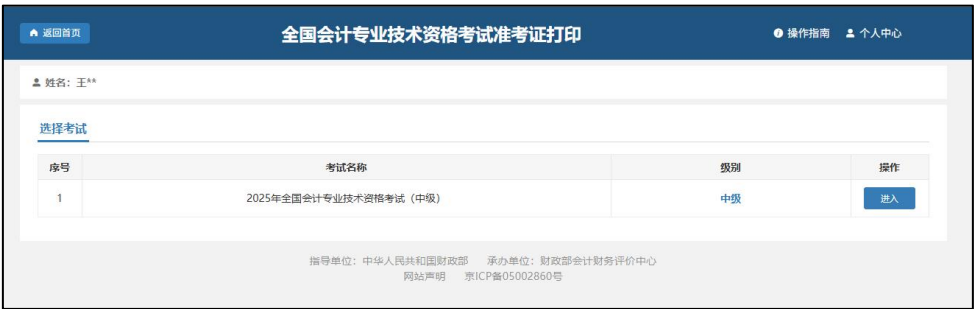 返回首页 全国会计专业技术资格考试准考证打印 操作指南 个人中心
姓名：王**
选择考试
序号 考试名称 级别 操作
1 2025年全国会计专业技术资格考试（中级） 中级 进入
指导单位：中华人民共和国财政部 承办单位：财政部会计财务评价中心
网站声明 京ICP备05002860号